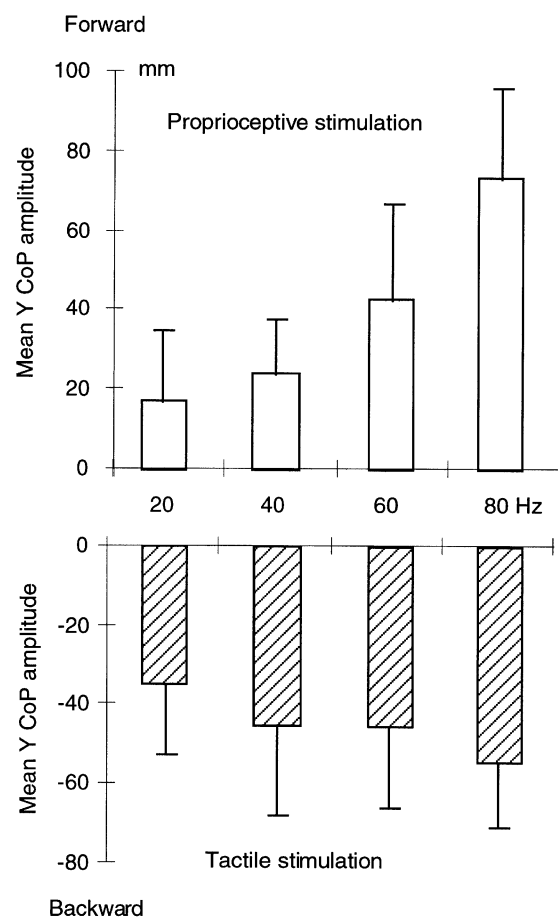 Forward
100 mm
Proprioceptive stimulation
80
60
40
20
0
Mean Y CoP amplitude
20 40 60 80 Hz
0
-20
-40
-60
-80
Mean Y CoP amplitude
Tactile stimulation
Backward